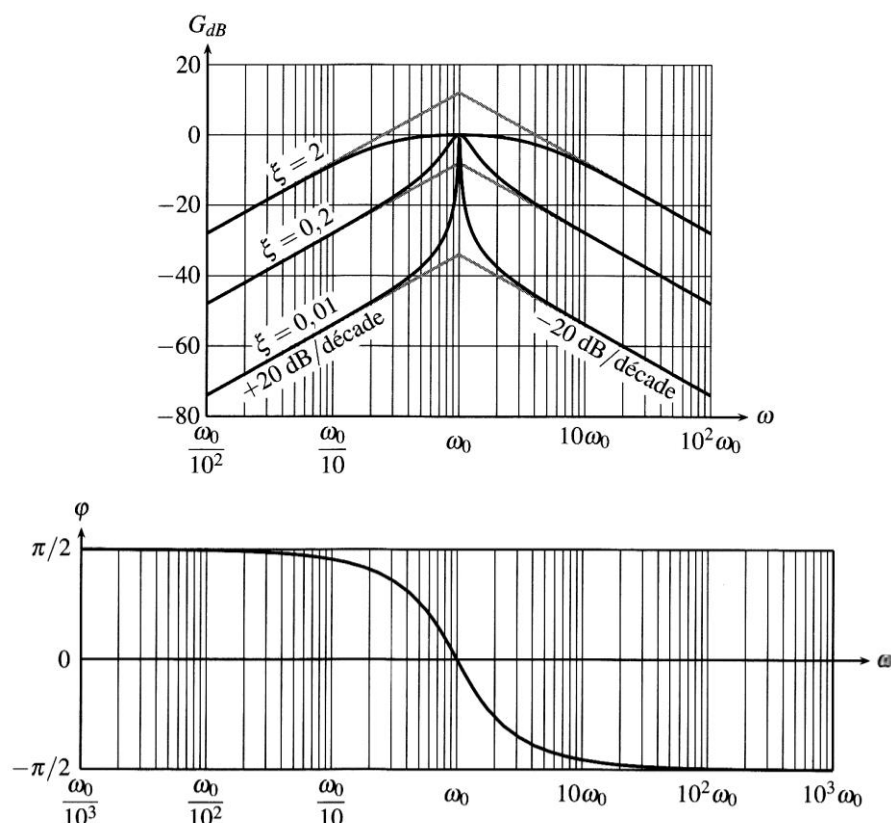 G_dB
20
0
−20
−40
−60
−80
ξ = 2
ξ = 0,2
ξ = 0,01
+20 dB/décade
−20 dB/décade
ω0/10² ω0/10 ω0 10ω0 10²ω0 ω
φ
π/2
0
−π/2
ω
ω0/10³ ω0/10² ω0/10 ω0 10ω0 10²ω0 10³ω0